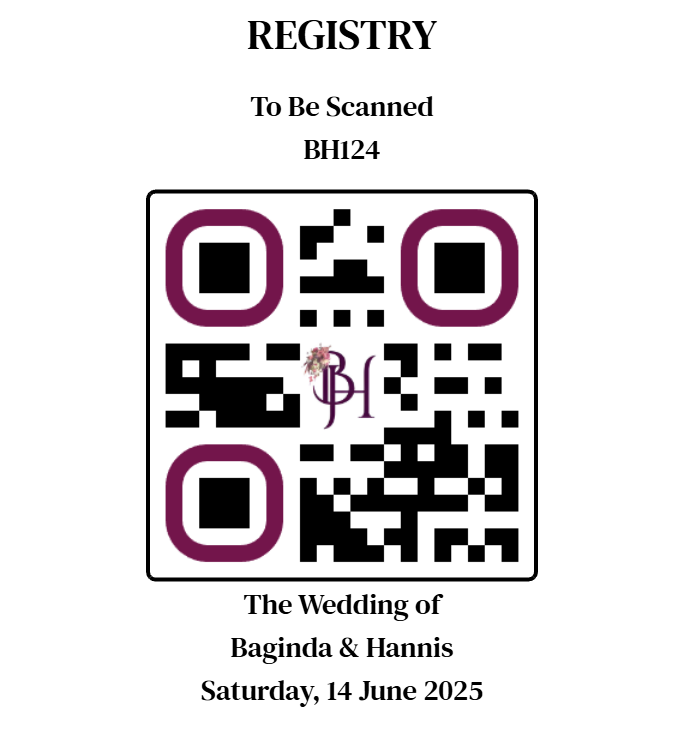 REGISTRY
To Be Scanned
BH124
BH
The Wedding of
Baginda & Hannis
Saturday, 14 June 2025